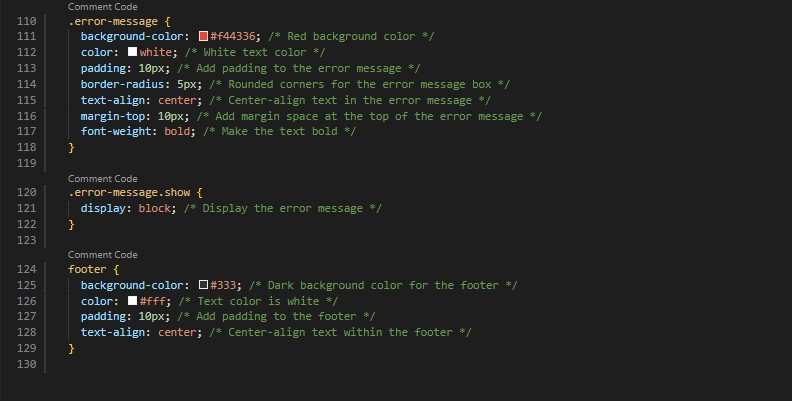 Comment Code
110 .error-message {
111 background-color: #f44336; /* Red background color */
112 color: white; /* White text color */
113 padding: 10px; /* Add padding to the error message */
114 border-radius: 5px; /* Rounded corners for the error message box */
115 text-align: center; /* Center-align text in the error message */
116 margin-top: 10px; /* Add margin space at the top of the error message */
117 font-weight: bold; /* Make the text bold */
118 }
119
Comment Code
120 .error-message.show {
121 display: block; /* Display the error message */
122 }
123
Comment Code
124 footer {
125 background-color: #333; /* Dark background color for the footer */
126 color: #fff; /* Text color is white */
127 padding: 10px; /* Add padding to the footer */
128 text-align: center; /* Center-align text within the footer */
129 }
130